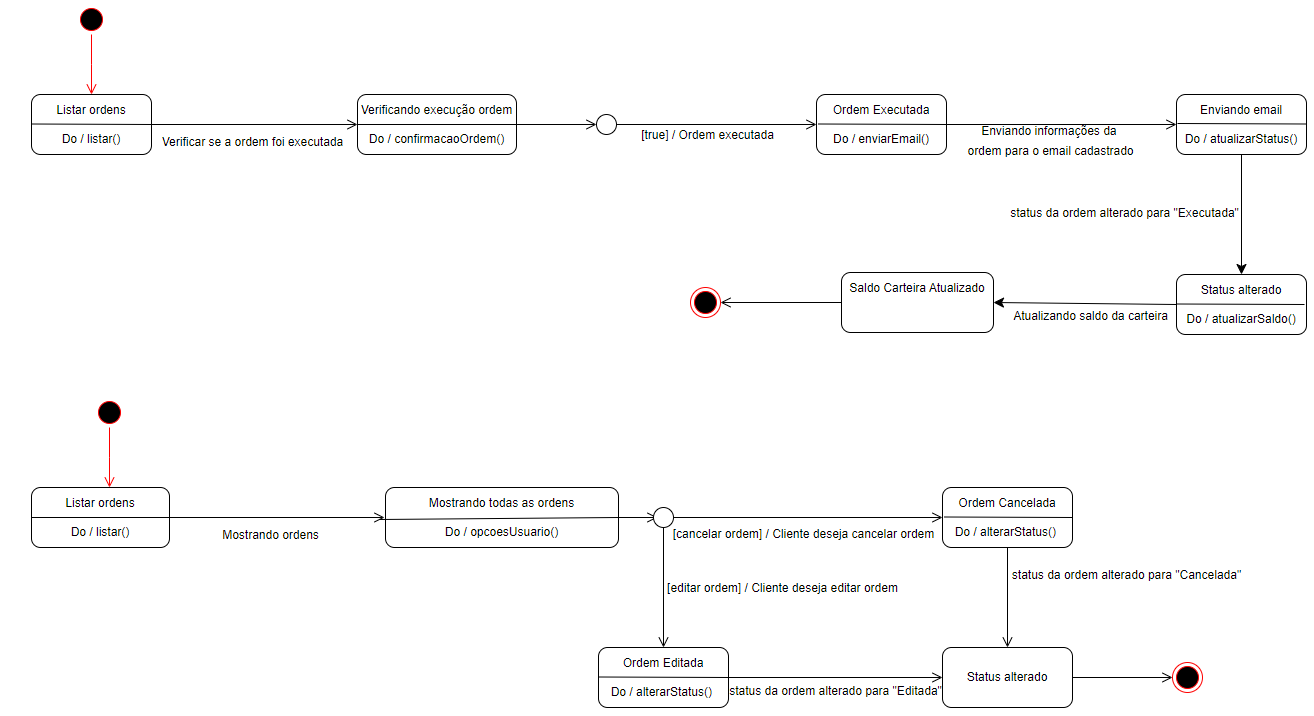 Listar ordens
Do / listar()
Verificar se a ordem foi executada
Verificando execução ordem
Do / confirmacaoOrdem()
[true] / Ordem executada
Ordem Executada
Do / enviarEmail()
Enviando informações da
ordem para o email cadastrado
Enviando email
Do / atualizarStatus()
status da ordem alterado para "Executada"
Status alterado
Do / atualizarSaldo()
Atualizando saldo da carteira
Saldo Carteira Atualizado
Listar ordens
Do / listar()
Mostrando ordens
Mostrando todas as ordens
Do / opcoesUsuario()
[cancelar ordem] / Cliente deseja cancelar ordem
Ordem Cancelada
Do / alterarStatus()
status da ordem alterado para "Cancelada"
[editar ordem] / Cliente deseja editar ordem
Ordem Editada
Do / alterarStatus()
status da ordem alterado para "Editada"
Status alterado